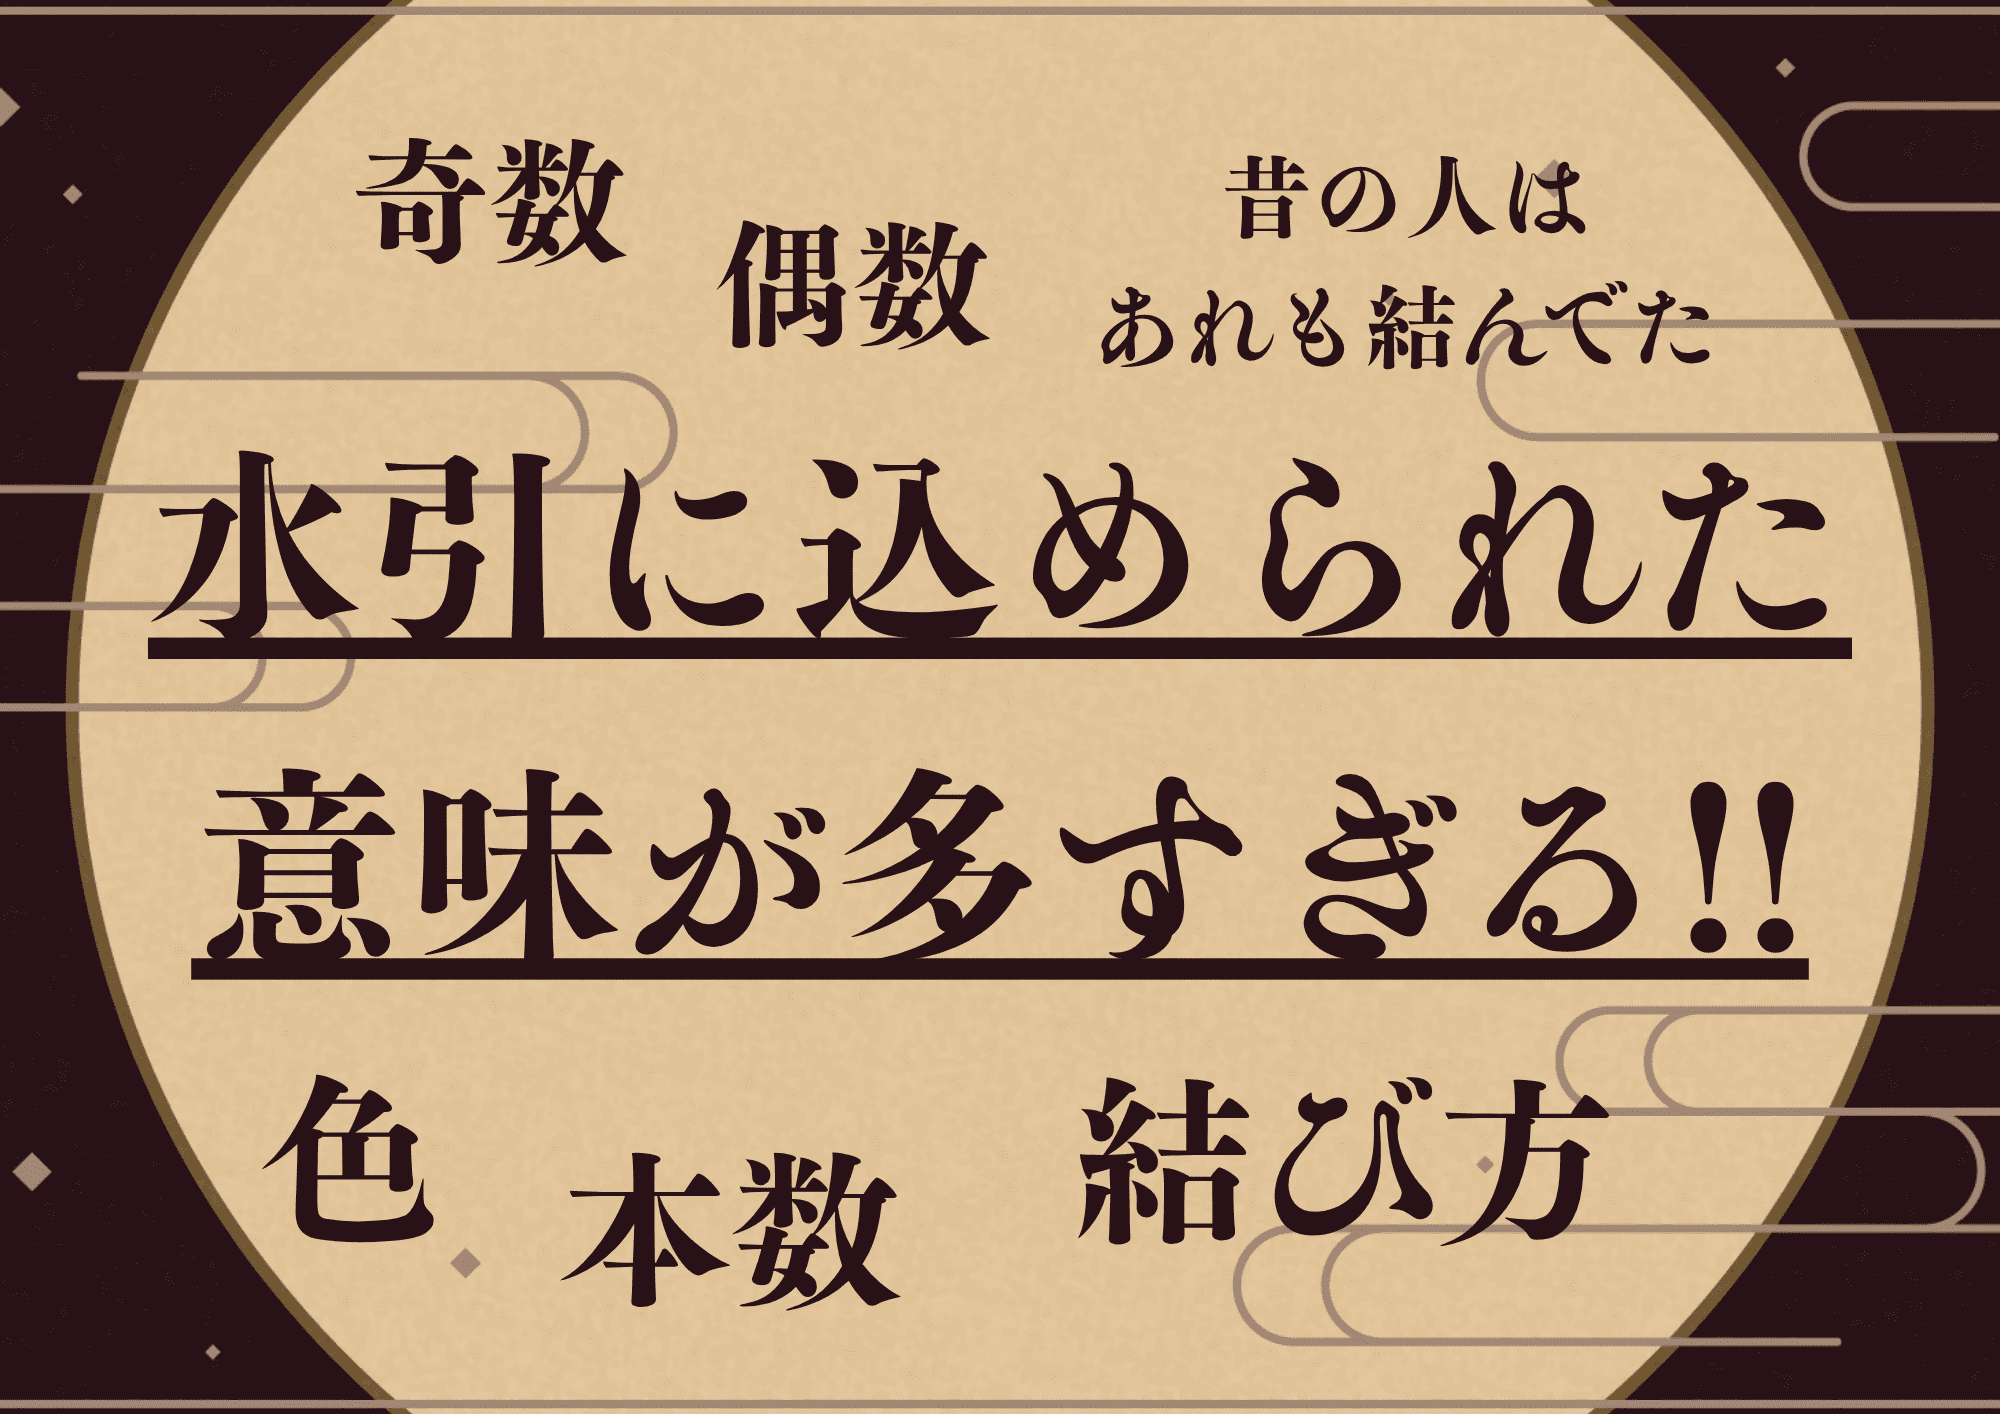 奇数
偶数
昔の人は
あれも結んでた
水引に込められた
意味が多すぎる!!
色
本数
結び方